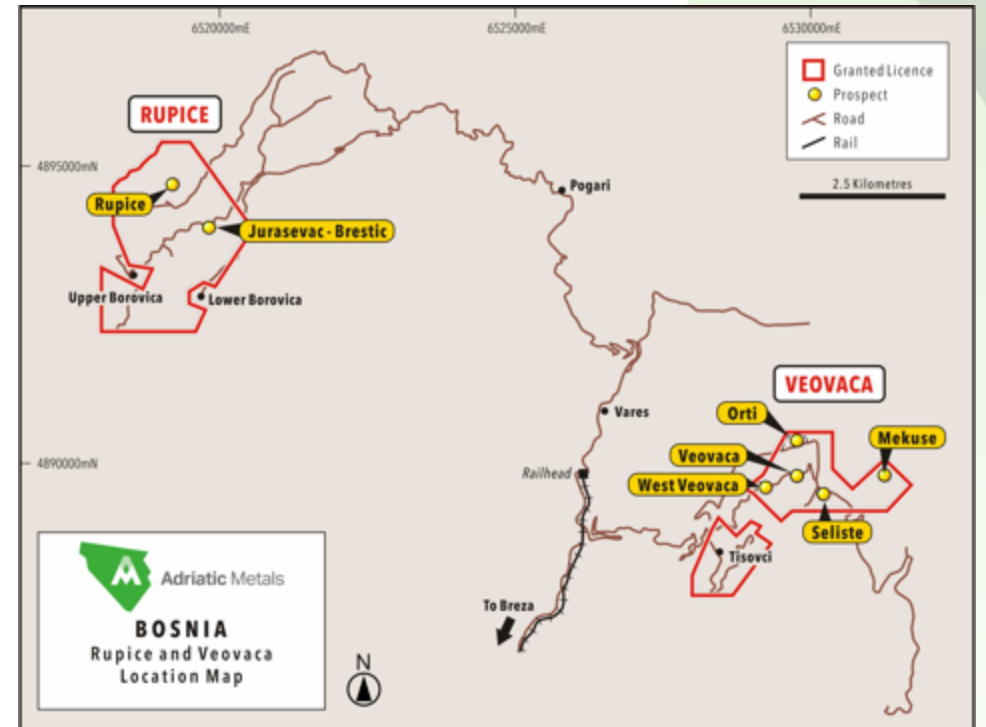 6520000mE
6525000mE
6530000mE
Granted Licence
Prospect
Road
Rail
2.5 Kilometres
RUPICE
4895000mN
Rupice
Jurasevac - Brestic
Upper Borovica
Lower Borovica
Pogari
VEOVACA
Vares
Orti
Mekuse
Veovaca
4890000mN
Railhead
West Veovaca
Seliste
Tisovci
To Breza
Adriatic Metals
BOSNIA
Rupice and Veovaca
Location Map
N